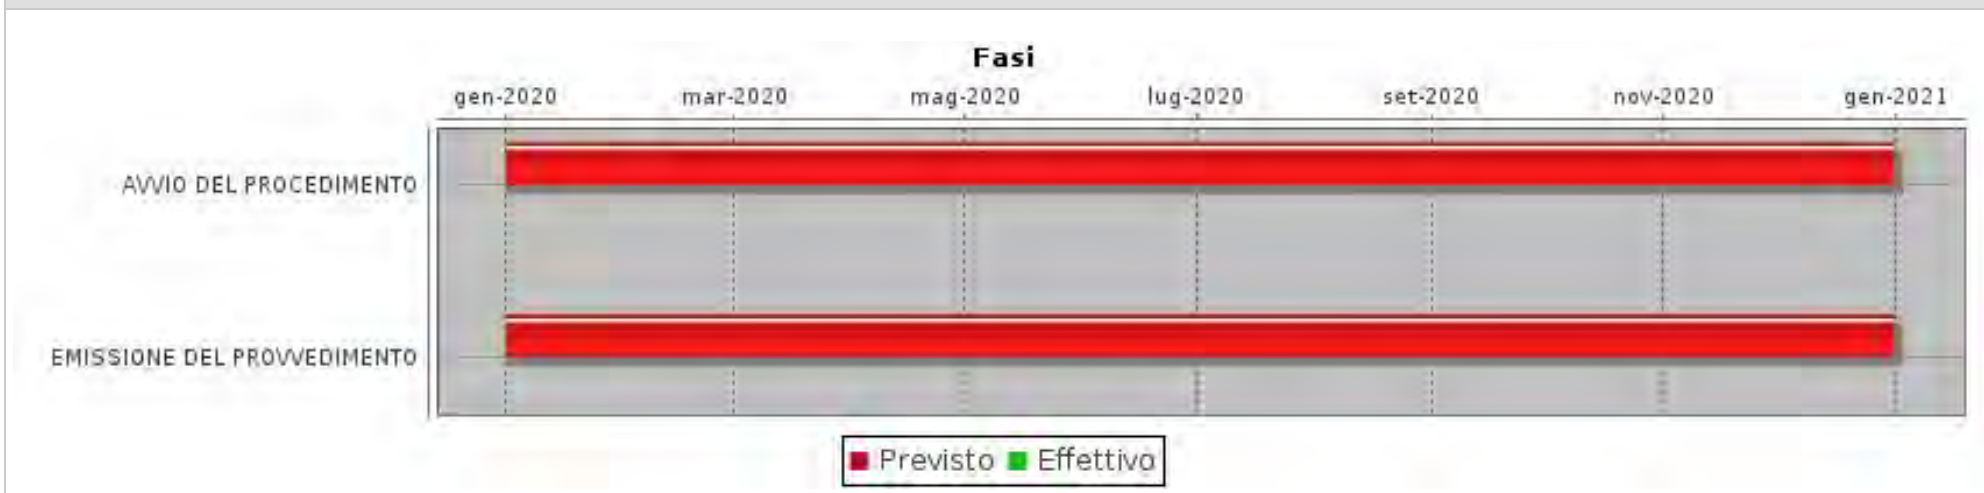 Fasi
gen-2020 mar-2020 mag-2020 lug-2020 set-2020 nov-2020 gen-2021
AVVIO DEL PROCEDIMENTO
EMISSIONE DEL PROVVEDIMENTO
Previsto Effettivo